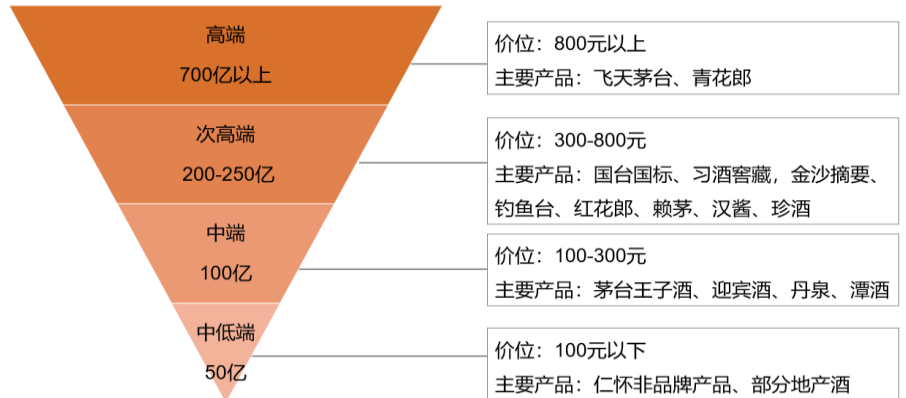 高端
700亿以上
价位：800元以上
主要产品：飞天茅台、青花郎
次高端
200-250亿
价位：300-800元
主要产品：国台国标、习酒窖藏，金沙摘要、
钓鱼台、红花郎、赖茅、汉酱、珍酒
中端
100亿
价位：100-300元
主要产品：茅台王子酒、迎宾酒、丹泉、潭酒
中低端
50亿
价位：100元以下
主要产品：仁怀非品牌产品、部分地产酒